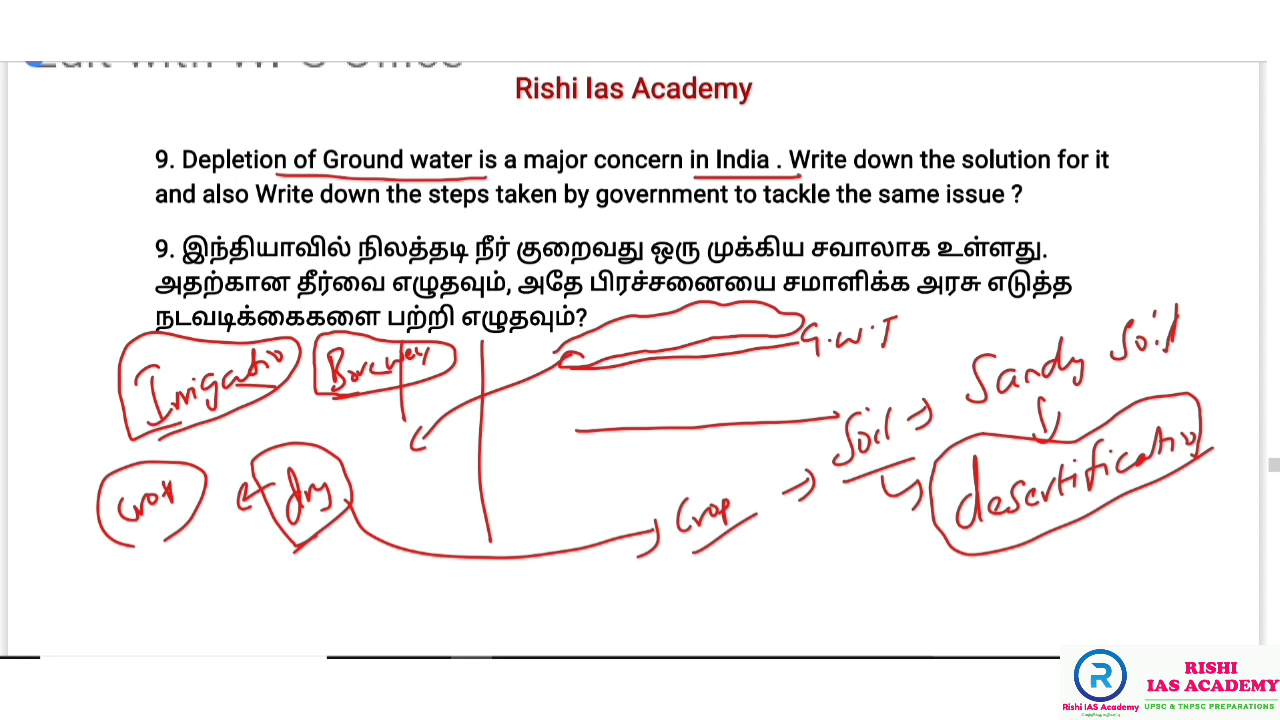 Rishi Ias Academy
9. Depletion of Ground water is a major concern in India . Write down the solution for it
and also Write down the steps taken by government to tackle the same issue ?
9. இந்தியாவில் நிலத்தடி நீர் குறைவது ஒரு முக்கிய சவாலாக உள்ளது.
அதற்கான தீர்வை எழுதவும், அதே பிரச்சனையை சமாளிக்க அரசு எடுத்த
நடவடிக்கைகளை பற்றி எழுதவும்?
G.W.T
Sandy Soil
Irrigatio
Soil
desertificatio
dry
Crop
RISHI
IAS ACADEMY
Rishi IAS Academy
UPSC & TNPSC PREPARATIONS